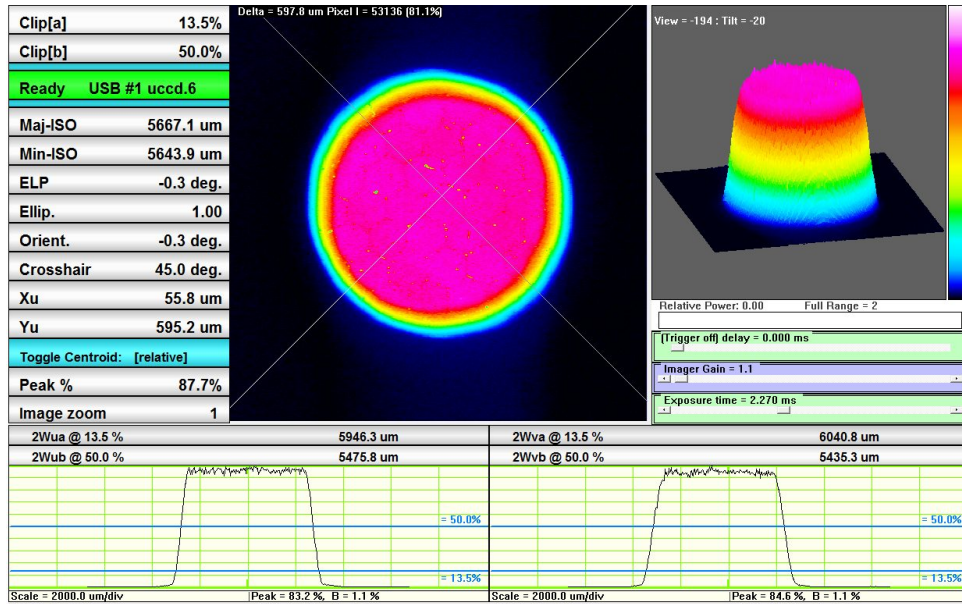 Clip[a] 13.5%
Clip[b] 50.0%
Ready USB #1 uccd.6
Maj-ISO 5667.1 um
Min-ISO 5643.9 um
ELP -0.3 deg.
Ellip. 1.00
Orient. -0.3 deg.
Crosshair 45.0 deg.
Xu 55.8 um
Yu 595.2 um
Toggle Centroid: [relative]
Peak % 87.7%
Image zoom 1
Delta = 597.8 um Pixel I = 53136 (81.1%)
View = -194 : Tilt = -20
Relative Power: 0.00 Full Range = 2
(Trigger off) delay = 0.000 ms
Imager Gain = 1.1
Exposure time = 2.270 ms
2Wua @ 13.5 % 5946.3 um
2Wub @ 50.0 % 5475.8 um
= 50.0%
= 13.5%
Scale = 2000.0 um/div Peak = 83.2 %, B = 1.1 %
2Wva @ 13.5 % 6040.8 um
2Wvb @ 50.0 % 5435.3 um
= 50.0%
= 13.5%
Scale = 2000.0 um/div Peak = 84.6 %, B = 1.1 %